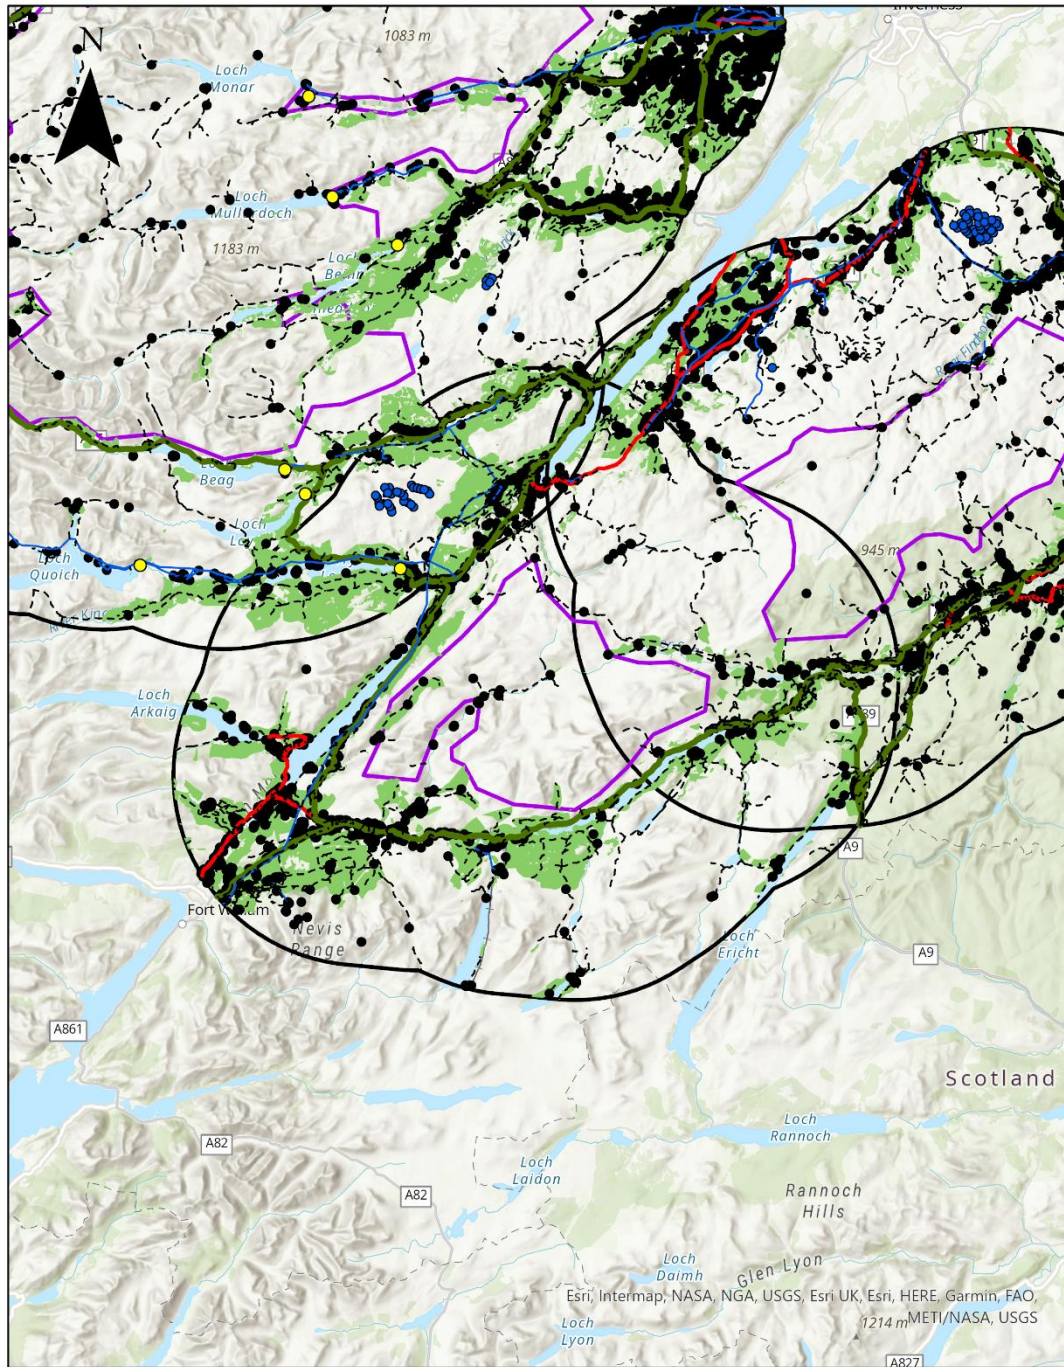 Inverness
N
1083 m
Loch
Monar
Loch
Mullardoch
1183 m
Loch
Beag
Loch
Quoich
945 m
Loch
Arkaig
A9
Fort William
Nevis
Range
Loch
Ericht
A9
A861
Scotland
Loch
Rannoch
A82
Loch
Laidon
A82
Rannoch
Hills
Loch
Daimh
Glen Lyon
Esri, Intermap, NASA, NGA, USGS, Esri UK, Esri, HERE, Garmin, FAO,
METI/NASA, USGS
1214 m
Loch
Lyon
A827